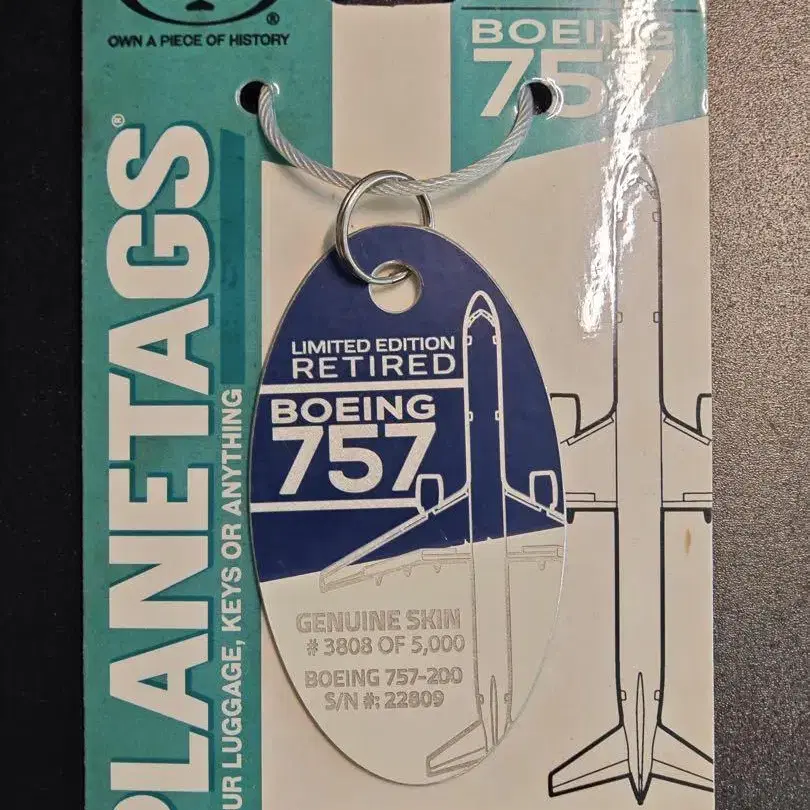 ®
OWN A PIECE OF HISTORY
BOEING
757
PLANETAGS®
UR LUGGAGE, KEYS OR ANYTHING
LIMITED EDITION
RETIRED
BOEING
757
GENUINE SKIN
# 3808 OF 5,000
BOEING 757-200
S/N #: 22809